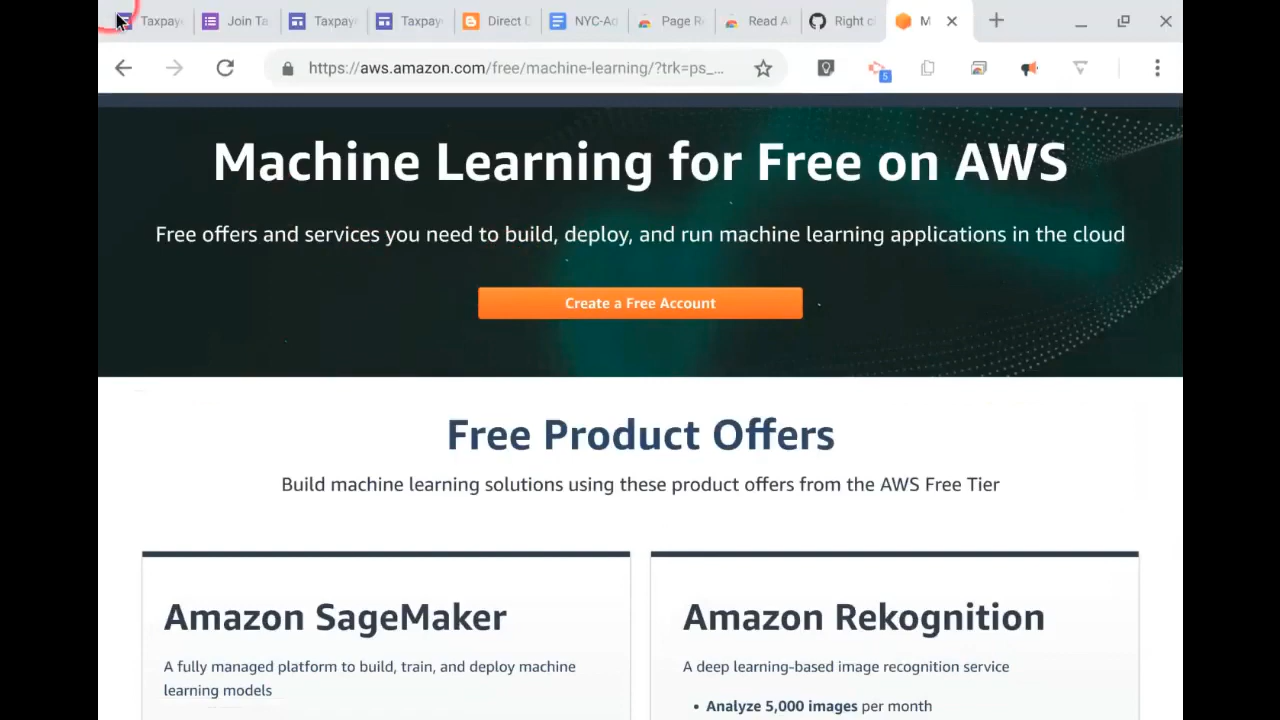 Taxpaye
Join Ta
Taxpay
Taxpay
Direct D
NYC-Ad
Page R
Read A
Right c
M
https://aws.amazon.com/free/machine-learning/?trk=ps_...
5
Machine Learning for Free on AWS
Free offers and services you need to build, deploy, and run machine learning applications in the cloud
Create a Free Account
Free Product Offers
Build machine learning solutions using these product offers from the AWS Free Tier
Amazon SageMaker
A fully managed platform to build, train, and deploy machine
learning models
Amazon Rekognition
A deep learning-based image recognition service
• Analyze 5,000 images per month